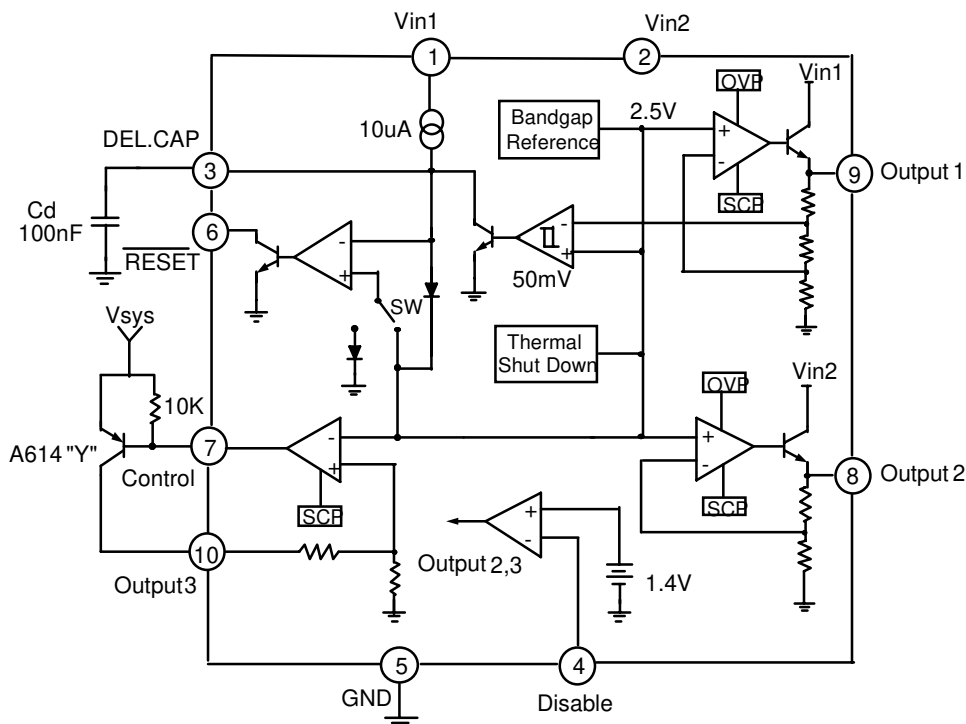 Vin1
Vin2
1
2
OVP
Vin1
10uA
Bandgap
Reference
2.5V
DEL.CAP
3
+
-
9
Output 1
SCP
Cd
100nF
6
RESET
-
+
-
+
50mV
SW
Vsys
Thermal
Shut Down
Vin2
OVP
10K
A614 "Y"
7
Control
-
+
+
-
8
Output 2
SCP
SCP
10
Output3
+
-
Output 2,3
1.4V
5
4
GND
Disable